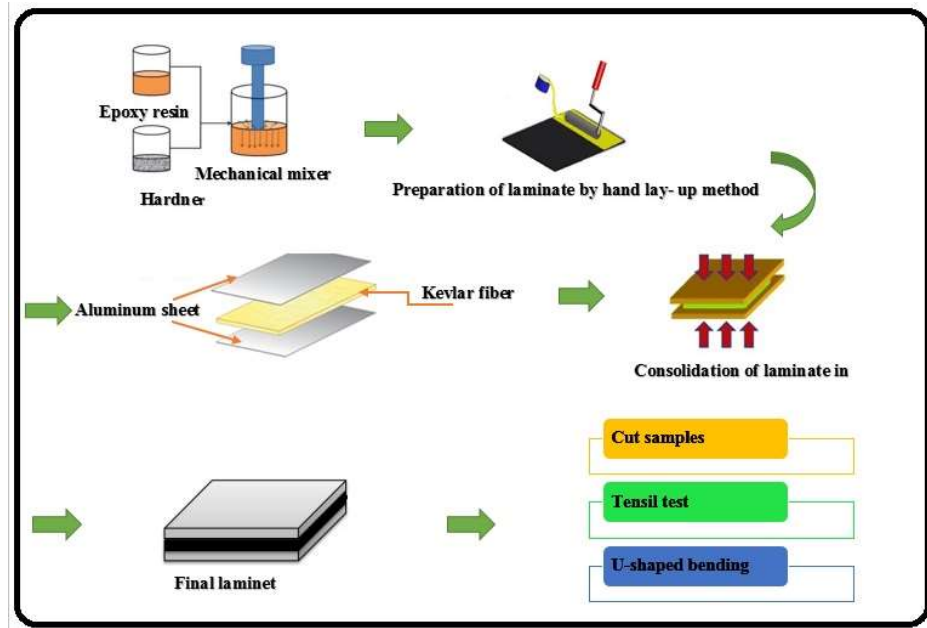 Epoxy resin
Mechanical mixer
Hardner
Preparation of laminate by hand lay- up method
Aluminum sheet
Kevlar fiber
Consolidation of laminate in
Cut samples
Tensil test
U-shaped bending
Final laminet